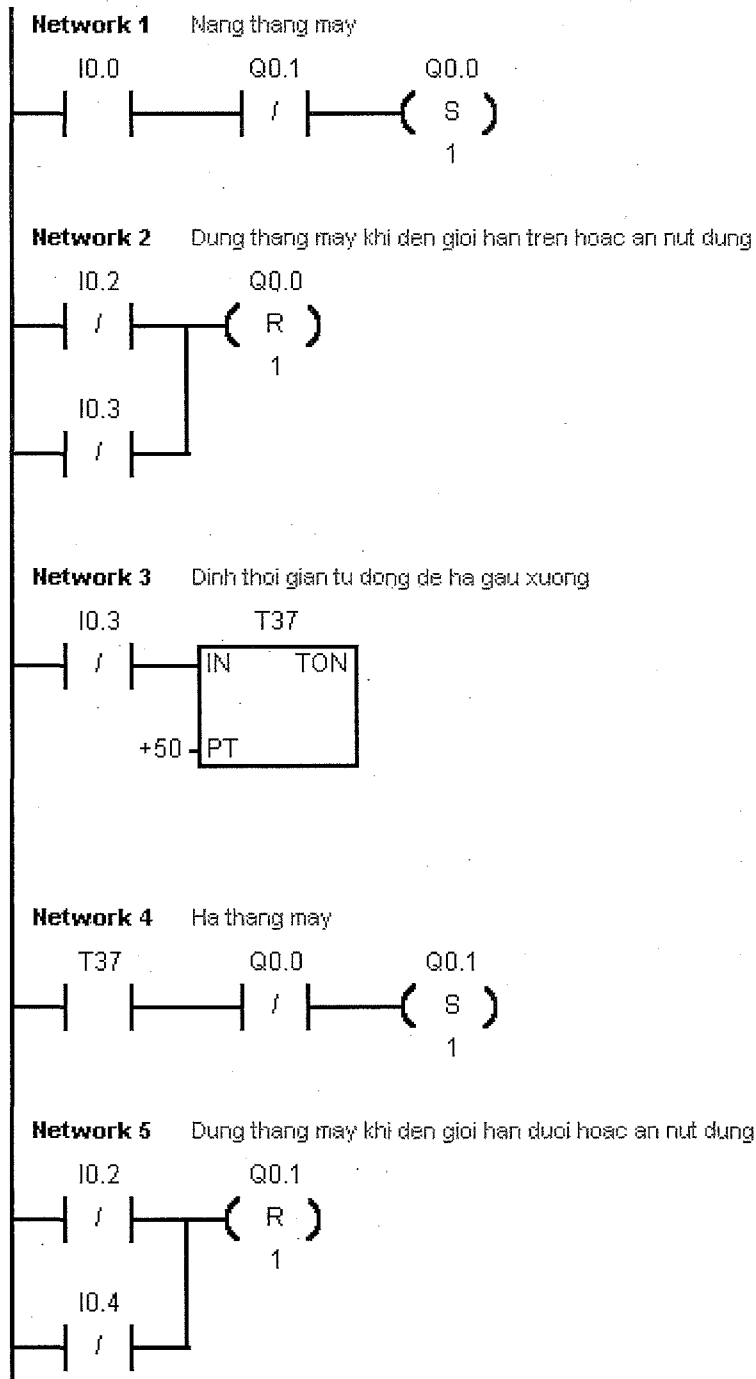 Network 1 Nang thang may
I0.0 Q0.1 Q0.0
/ S
1
Network 2 Dung thang may khi den gioi han tren hoac an nut dung
I0.2 Q0.0
/ R
1
I0.3
/
Network 3 Dinh thoi gian tu dong de ha gau xuong
I0.3 T37
/ IN TON
+50 PT
Network 4 Ha thang may
T37 Q0.0 Q0.1
/ S
1
Network 5 Dung thang may khi den gioi han duoi hoac an nut dung
I0.2 Q0.1
/ R
1
I0.4
/